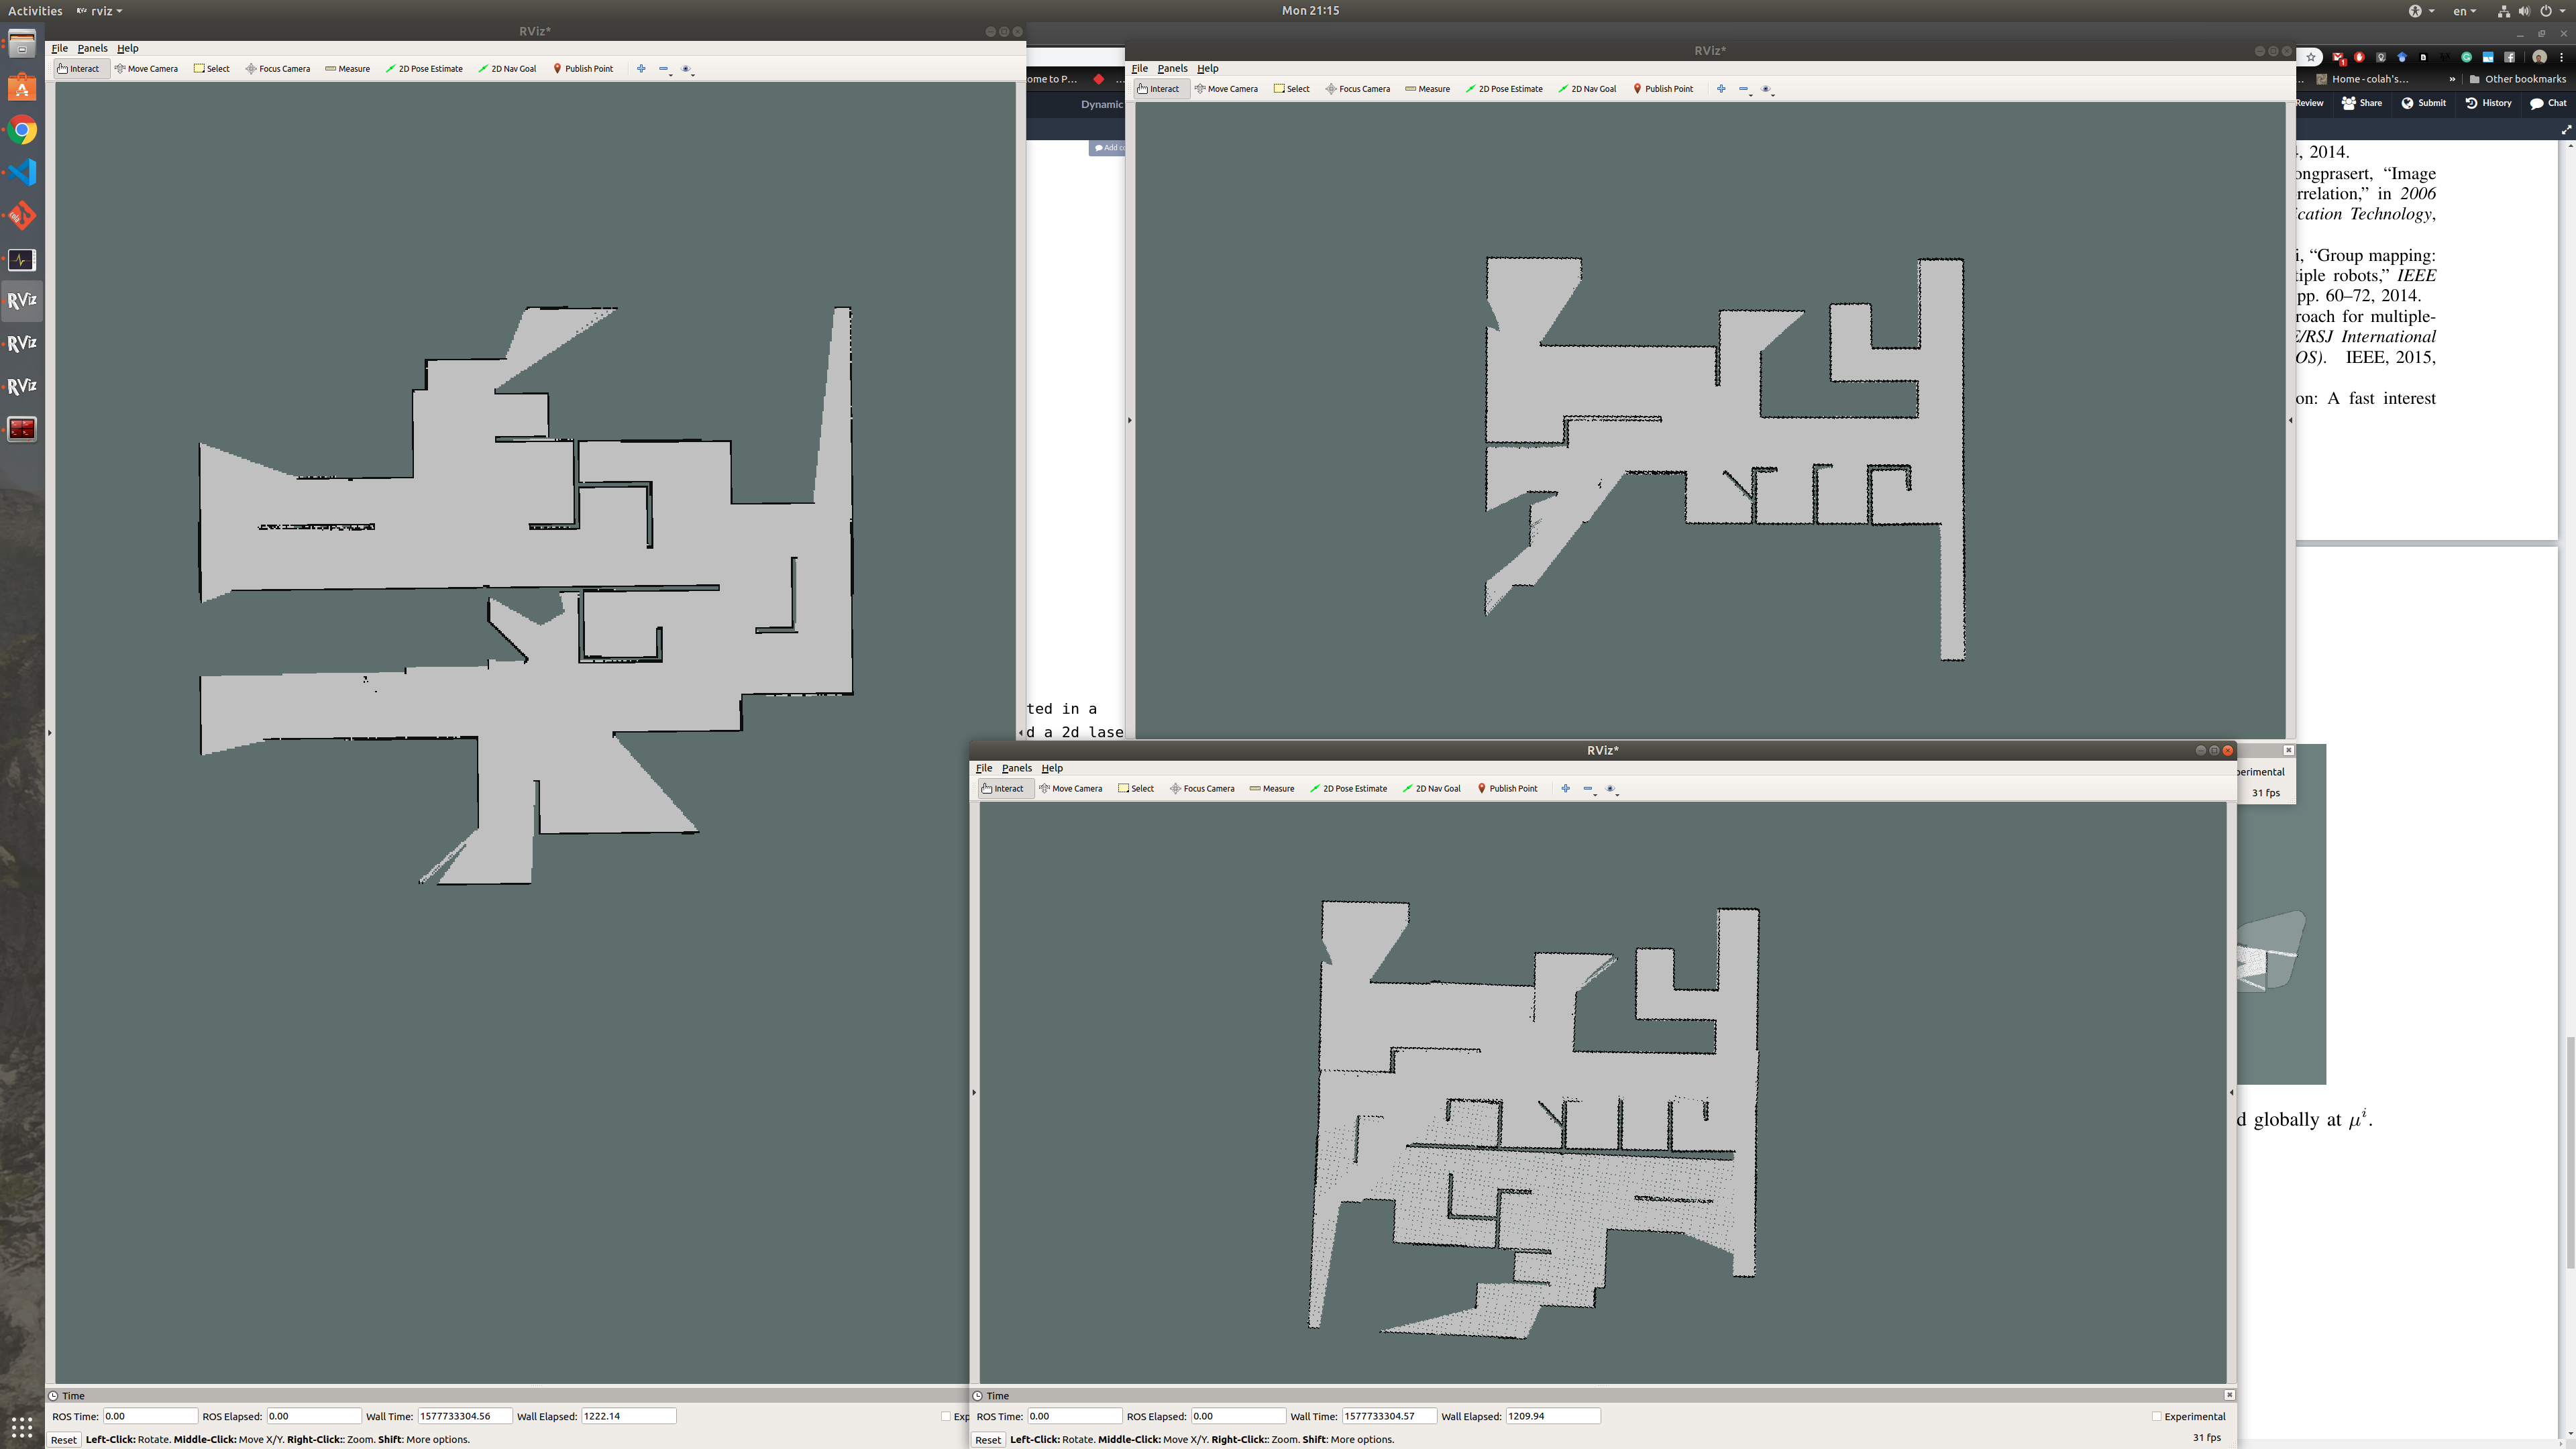 Activities
rviz
Mon 21:15
en
RViz*
File Panels Help
Interact Move Camera Select Focus Camera Measure 2D Pose Estimate 2D Nav Goal Publish Point
RViz
RViz
RViz
Time
ROS Time: 0.00 ROS Elapsed: 0.00 Wall Time: 1577733304.56 Wall Elapsed: 1222.14 Exp
Reset Left-Click: Rotate. Middle-Click: Move X/Y. Right-Click:: Zoom. Shift: More options.
ome to P...
...
Dynamic
Add co
ted in a
d a 2d lase
RViz*
File Panels Help
Interact Move Camera Select Focus Camera Measure 2D Pose Estimate 2D Nav Goal Publish Point
perimental
31 fps
Home - colah's...
»
Other bookmarks
Review Share Submit History Chat
4, 2014.
ongprasert, “Image
rrelation,” in 2006
ication Technology,
i, “Group mapping:
tiple robots,” IEEE
pp. 60–72, 2014.
roach for multiple-
E/RSJ International
OS). IEEE, 2015,
on: A fast interest
d globally at μⁱ.
RViz*
File Panels Help
Interact Move Camera Select Focus Camera Measure 2D Pose Estimate 2D Nav Goal Publish Point
Time
ROS Time: 0.00 ROS Elapsed: 0.00 Wall Time: 1577733304.57 Wall Elapsed: 1209.94 Experimental
Reset Left-Click: Rotate. Middle-Click: Move X/Y. Right-Click:: Zoom. Shift: More options. 31 fps